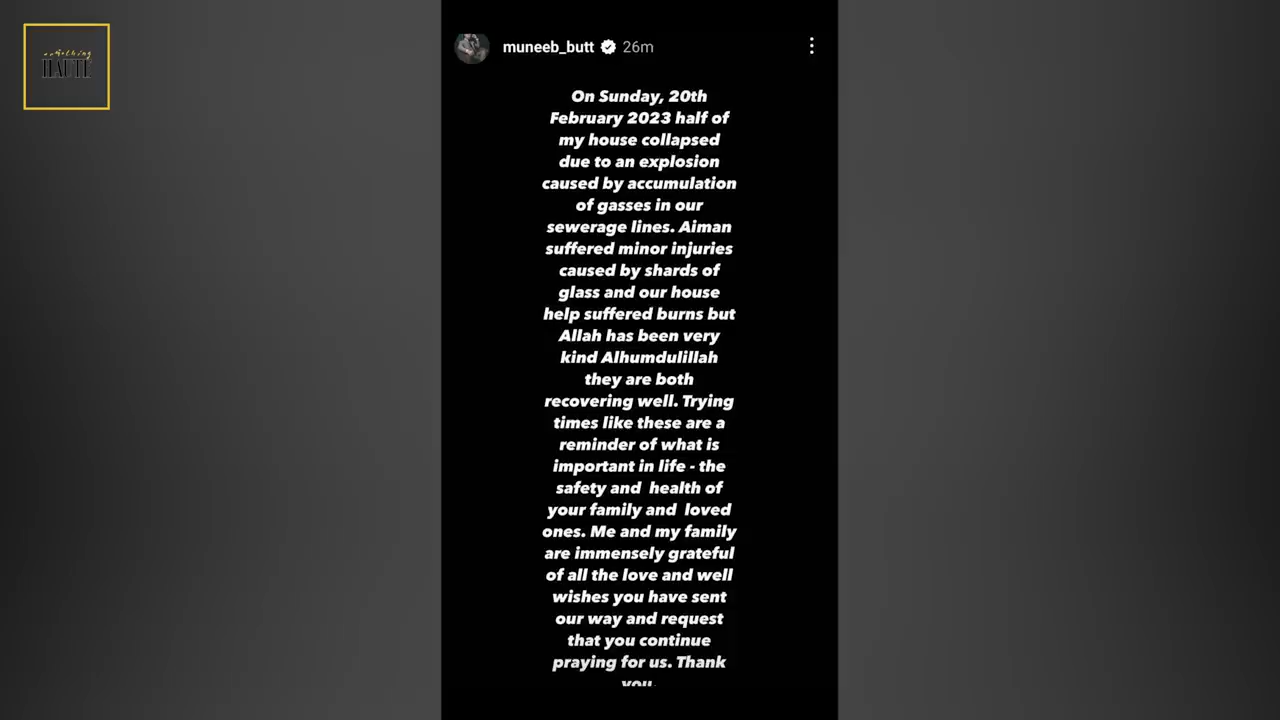 something
HAUTE
muneeb_butt 26m
On Sunday, 20th
February 2023 half of
my house collapsed
due to an explosion
caused by accumulation
of gasses in our
sewerage lines. Aiman
suffered minor injuries
caused by shards of
glass and our house
help suffered burns but
Allah has been very
kind Alhumdulillah
they are both
recovering well. Trying
times like these are a
reminder of what is
important in life - the
safety and health of
your family and loved
ones. Me and my family
are immensely grateful
of all the love and well
wishes you have sent
our way and request
that you continue
praying for us. Thank
you.